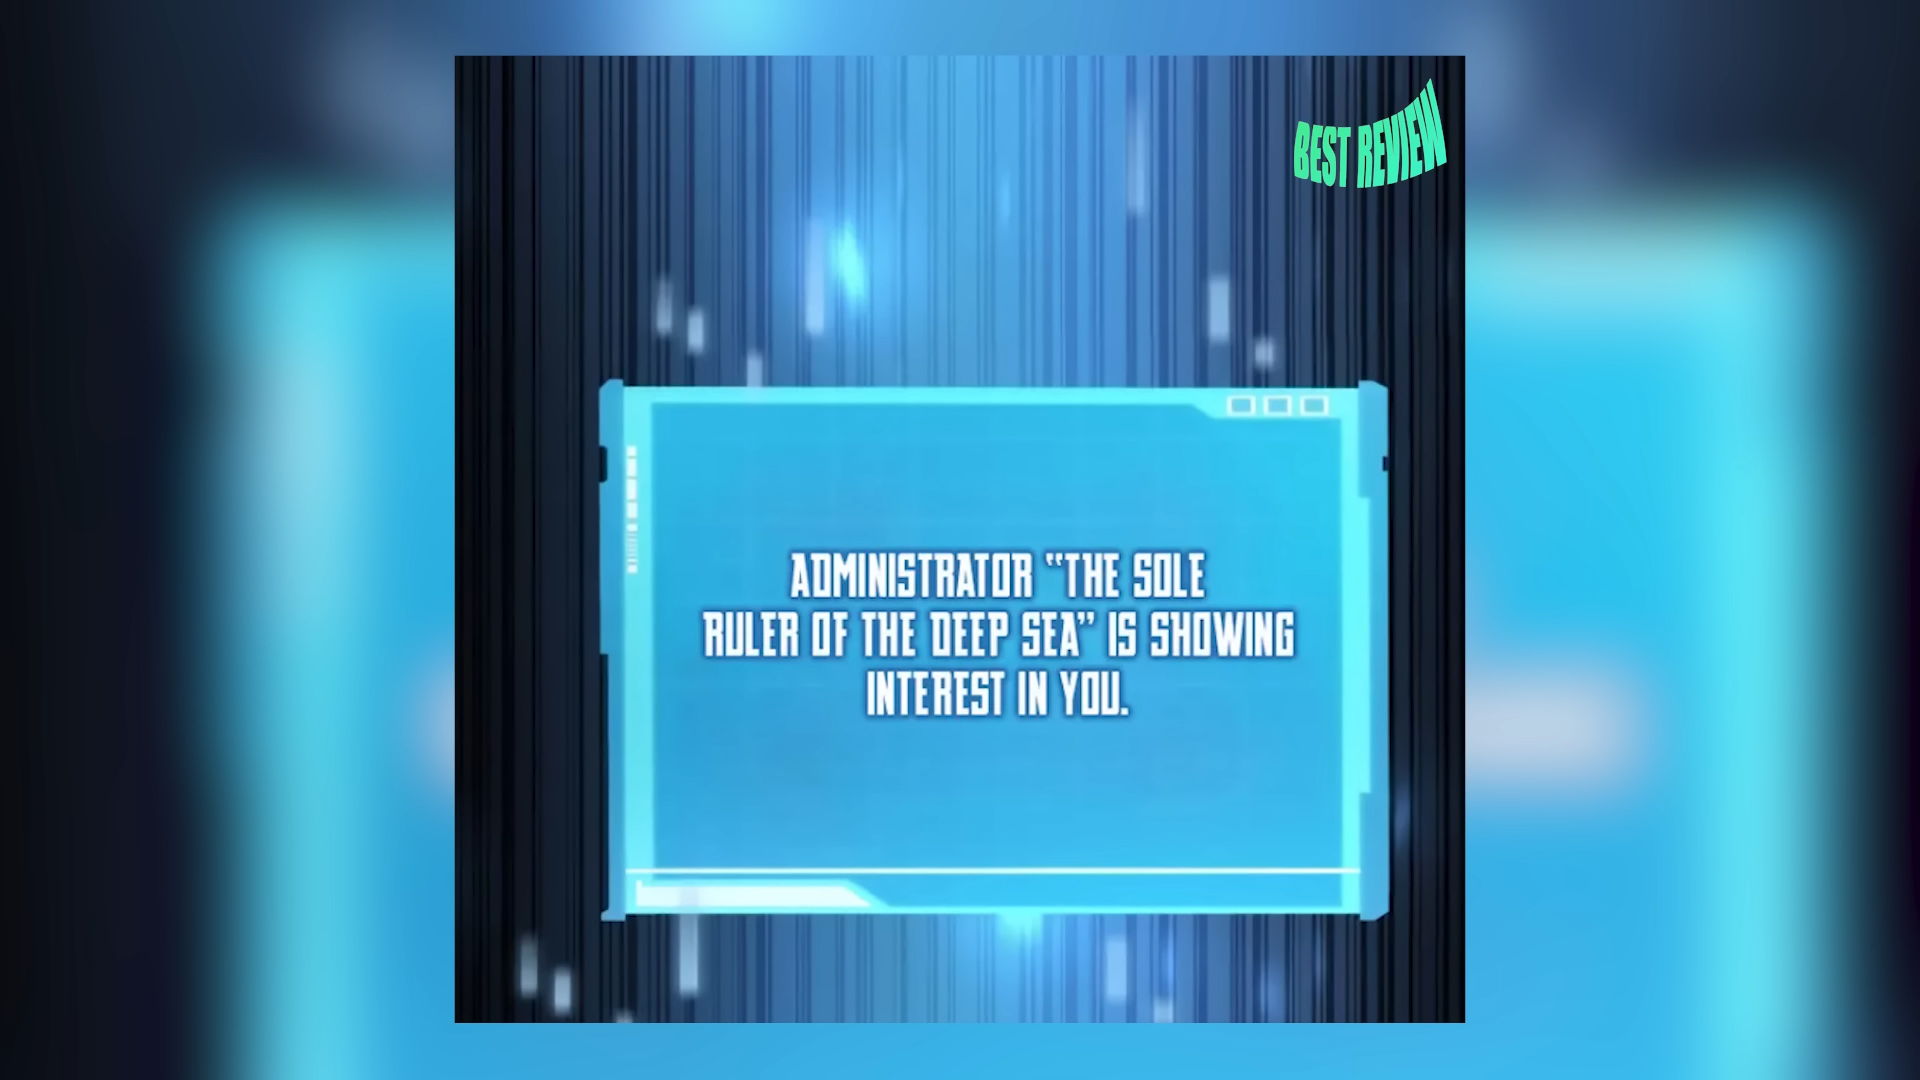 BEST REVIEW
ADMINISTRATOR “THE SOLE
RULER OF THE DEEP SEA” IS SHOWING
INTEREST IN YOU.